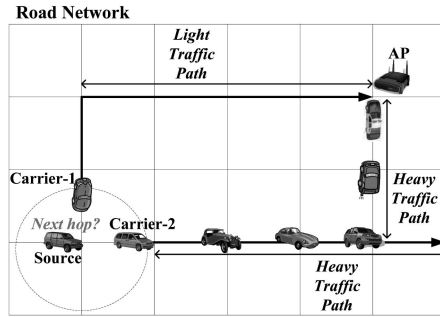 Road Network
Light
Traffic
Path
AP
Carrier-1
Heavy
Traffic
Path
Next hop?
Carrier-2
Source
Heavy
Traffic
Path